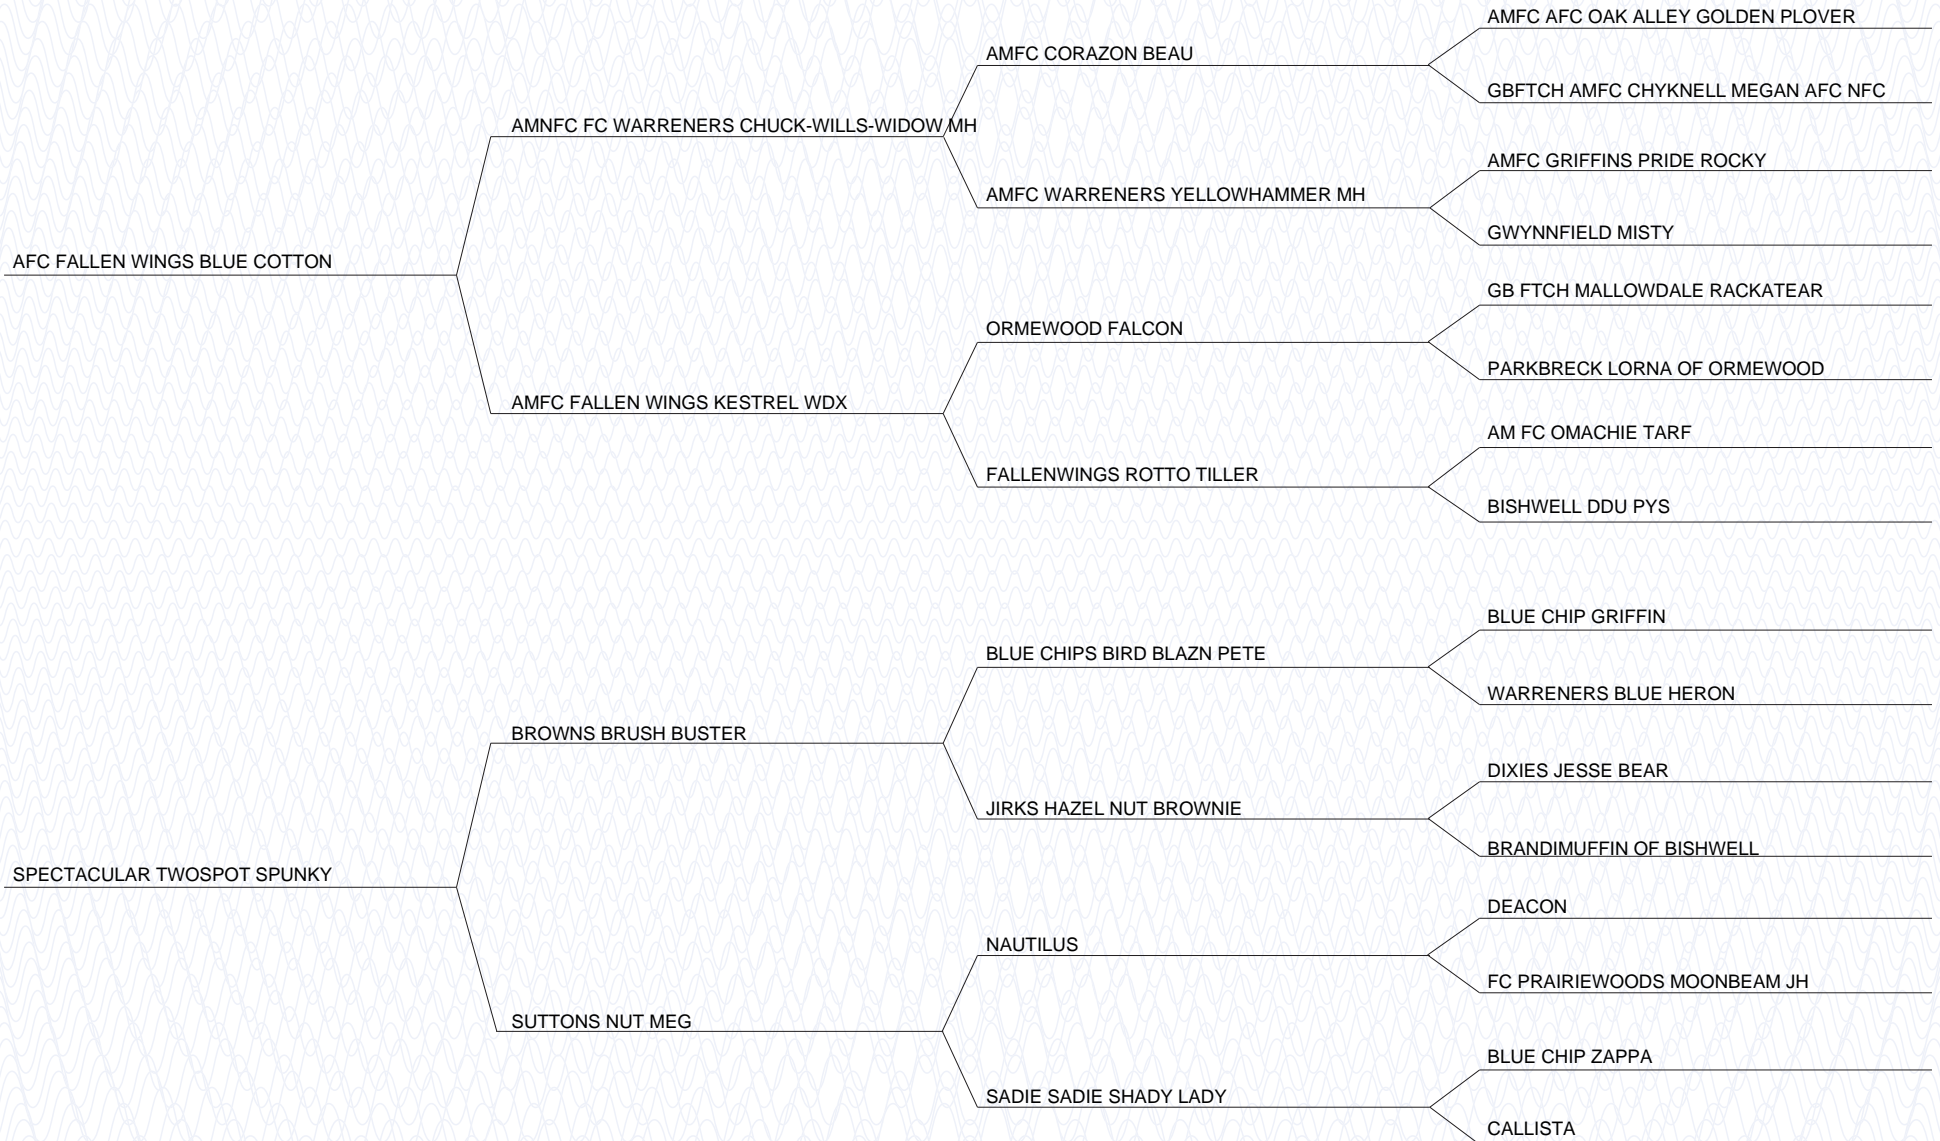 AMFC AFC OAK ALLEY GOLDEN PLOVER
AMFC CORAZON BEAU
GBFTCH AMFC CHYKNELL MEGAN AFC NFC
AMNFC FC WARRENERS CHUCK-WILLS-WIDOW MH
AMFC GRIFFINS PRIDE ROCKY
AMFC WARRENERS YELLOWHAMMER MH
GWYNNFIELD MISTY
AFC FALLEN WINGS BLUE COTTON
GB FTCH MALLOWDALE RACKATEAR
ORMEWOOD FALCON
PARKBRECK LORNA OF ORMEWOOD
AMFC FALLEN WINGS KESTREL WDX
AM FC OMACHIE TARF
FALLENWINGS ROTTO TILLER
BISHWELL DDU PYS
BLUE CHIP GRIFFIN
BLUE CHIPS BIRD BLAZN PETE
WARRENERS BLUE HERON
BROWNS BRUSH BUSTER
DIXIES JESSE BEAR
JIRKS HAZEL NUT BROWNIE
BRANDIMUFFIN OF BISHWELL
SPECTACULAR TWOSPOT SPUNKY
DEACON
NAUTILUS
FC PRAIRIEWOODS MOONBEAM JH
SUTTONS NUT MEG
BLUE CHIP ZAPPA
SADIE SADIE SHADY LADY
CALLISTA